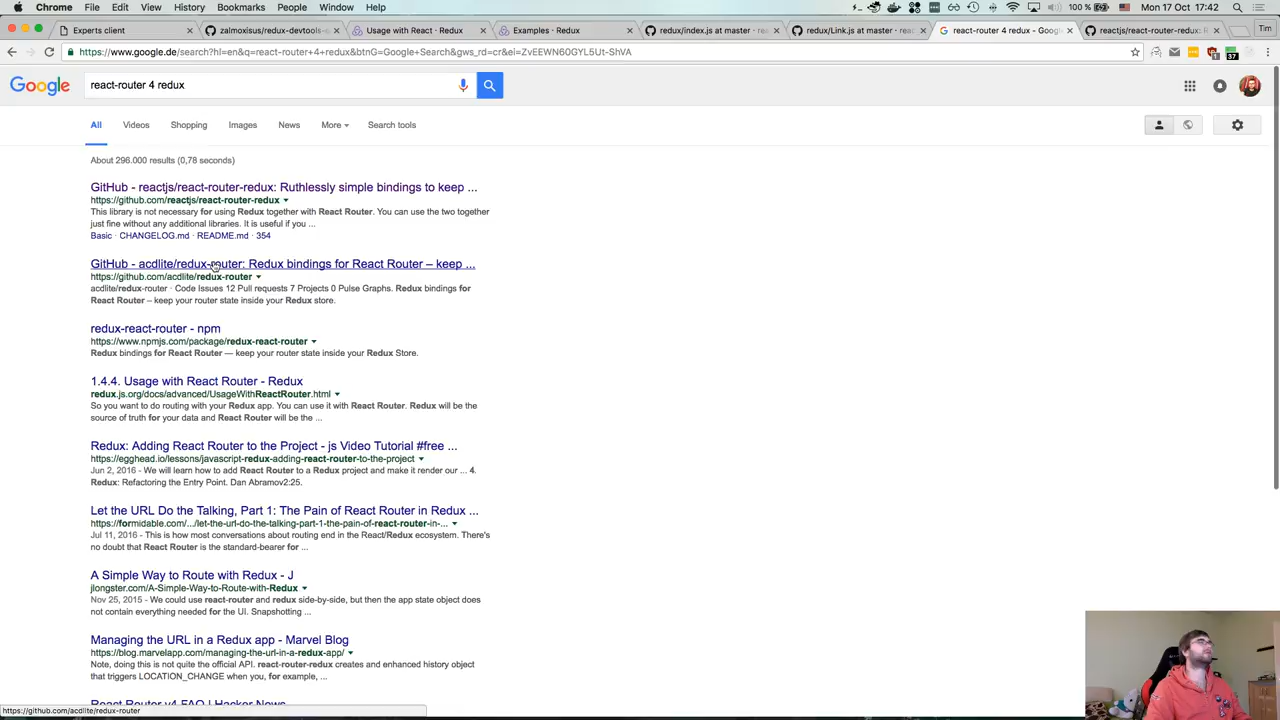 Chrome File Edit View History Bookmarks People Window Help
100 % Mon 17 Oct 17:42
Experts client
zalmoxisus/redux-devtools-
Usage with React · Redux
Examples · Redux
redux/index.js at master · rea
redux/Link.js at master · reac
react-router 4 redux - Goog
reactjs/react-router-redux: R
Tim
https://www.google.de/search?hl=en&q=react-router+4+redux&btnG=Google+Search&gws_rd=cr&ei=ZvEEWN60GYL5Ut-ShVA
37
Google
react-router 4 redux
All Videos Shopping Images News More Search tools
About 296.000 results (0,78 seconds)
GitHub - reactjs/react-router-redux: Ruthlessly simple bindings to keep ...
https://github.com/reactjs/react-router-redux
This library is not necessary for using Redux together with React Router. You can use the two together
just fine without any additional libraries. It is useful if you ...
Basic · CHANGELOG.md · README.md · 354
GitHub - acdlite/redux-router: Redux bindings for React Router – keep ...
https://github.com/acdlite/redux-router
acdlite/redux-router · Code Issues 12 Pull requests 7 Projects 0 Pulse Graphs. Redux bindings for
React Router – keep your router state inside your Redux store.
redux-react-router - npm
https://www.npmjs.com/package/redux-react-router
Redux bindings for React Router — keep your router state inside your Redux Store.
1.4.4. Usage with React Router - Redux
redux.js.org/docs/advanced/UsageWithReactRouter.html
So you want to do routing with your Redux app. You can use it with React Router. Redux will be the
source of truth for your data and React Router will be the ...
Redux: Adding React Router to the Project - js Video Tutorial #free ...
https://egghead.io/lessons/javascript-redux-adding-react-router-to-the-project
Jun 2, 2016 - We will learn how to add React Router to a Redux project and make it render our ... 4.
Redux: Refactoring the Entry Point. Dan Abramov2:25.
Let the URL Do the Talking, Part 1: The Pain of React Router in Redux ...
https://formidable.com/.../let-the-url-do-the-talking-part-1-the-pain-of-react-router-in-...
Jul 11, 2016 - This is how most conversations about routing end in the React/Redux ecosystem. There's
no doubt that React Router is the standard-bearer for ...
A Simple Way to Route with Redux - J
jlongster.com/A-Simple-Way-to-Route-with-Redux
Nov 25, 2015 - We could use react-router and redux side-by-side, but then the app state object does
not contain everything needed for the UI. Snapshotting ...
Managing the URL in a Redux app - Marvel Blog
https://blog.marvelapp.com/managing-the-url-in-a-redux-app/
Note, doing this is not quite the official API. react-router-redux creates and enhanced history object
that triggers LOCATION_CHANGE when you, for example, ...
React Router v4 FAQ | Hacker News
https://github.com/acdlite/redux-router